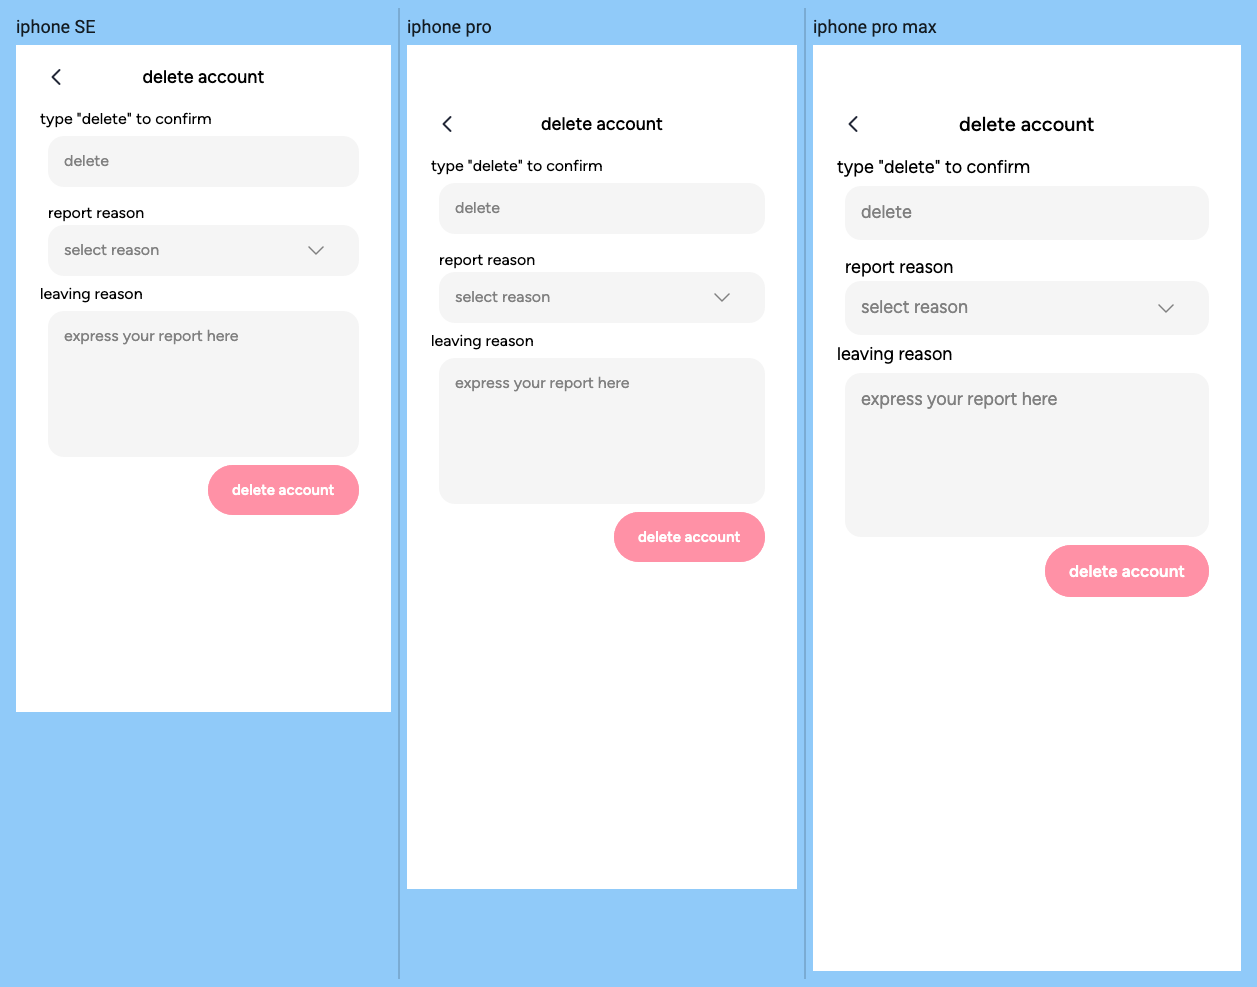 iphone SE
delete account
type "delete" to confirm
delete
report reason
select reason
leaving reason
express your report here
delete account
iphone pro
delete account
type "delete" to confirm
delete
report reason
select reason
leaving reason
express your report here
delete account
iphone pro max
delete account
type "delete" to confirm
delete
report reason
select reason
leaving reason
express your report here
delete account